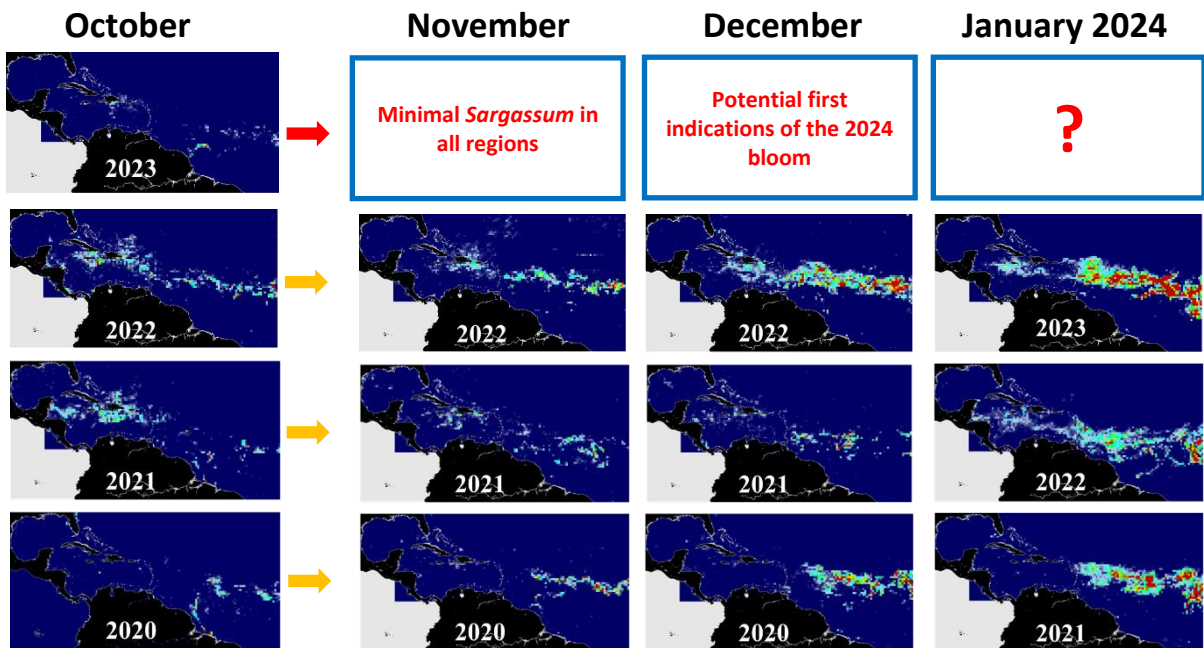 October
November
December
January 2024
2023
Minimal Sargassum in
all regions
Potential first
indications of the 2024
bloom
?
2022
2022
2022
2023
2021
2021
2021
2022
2020
2020
2020
2021